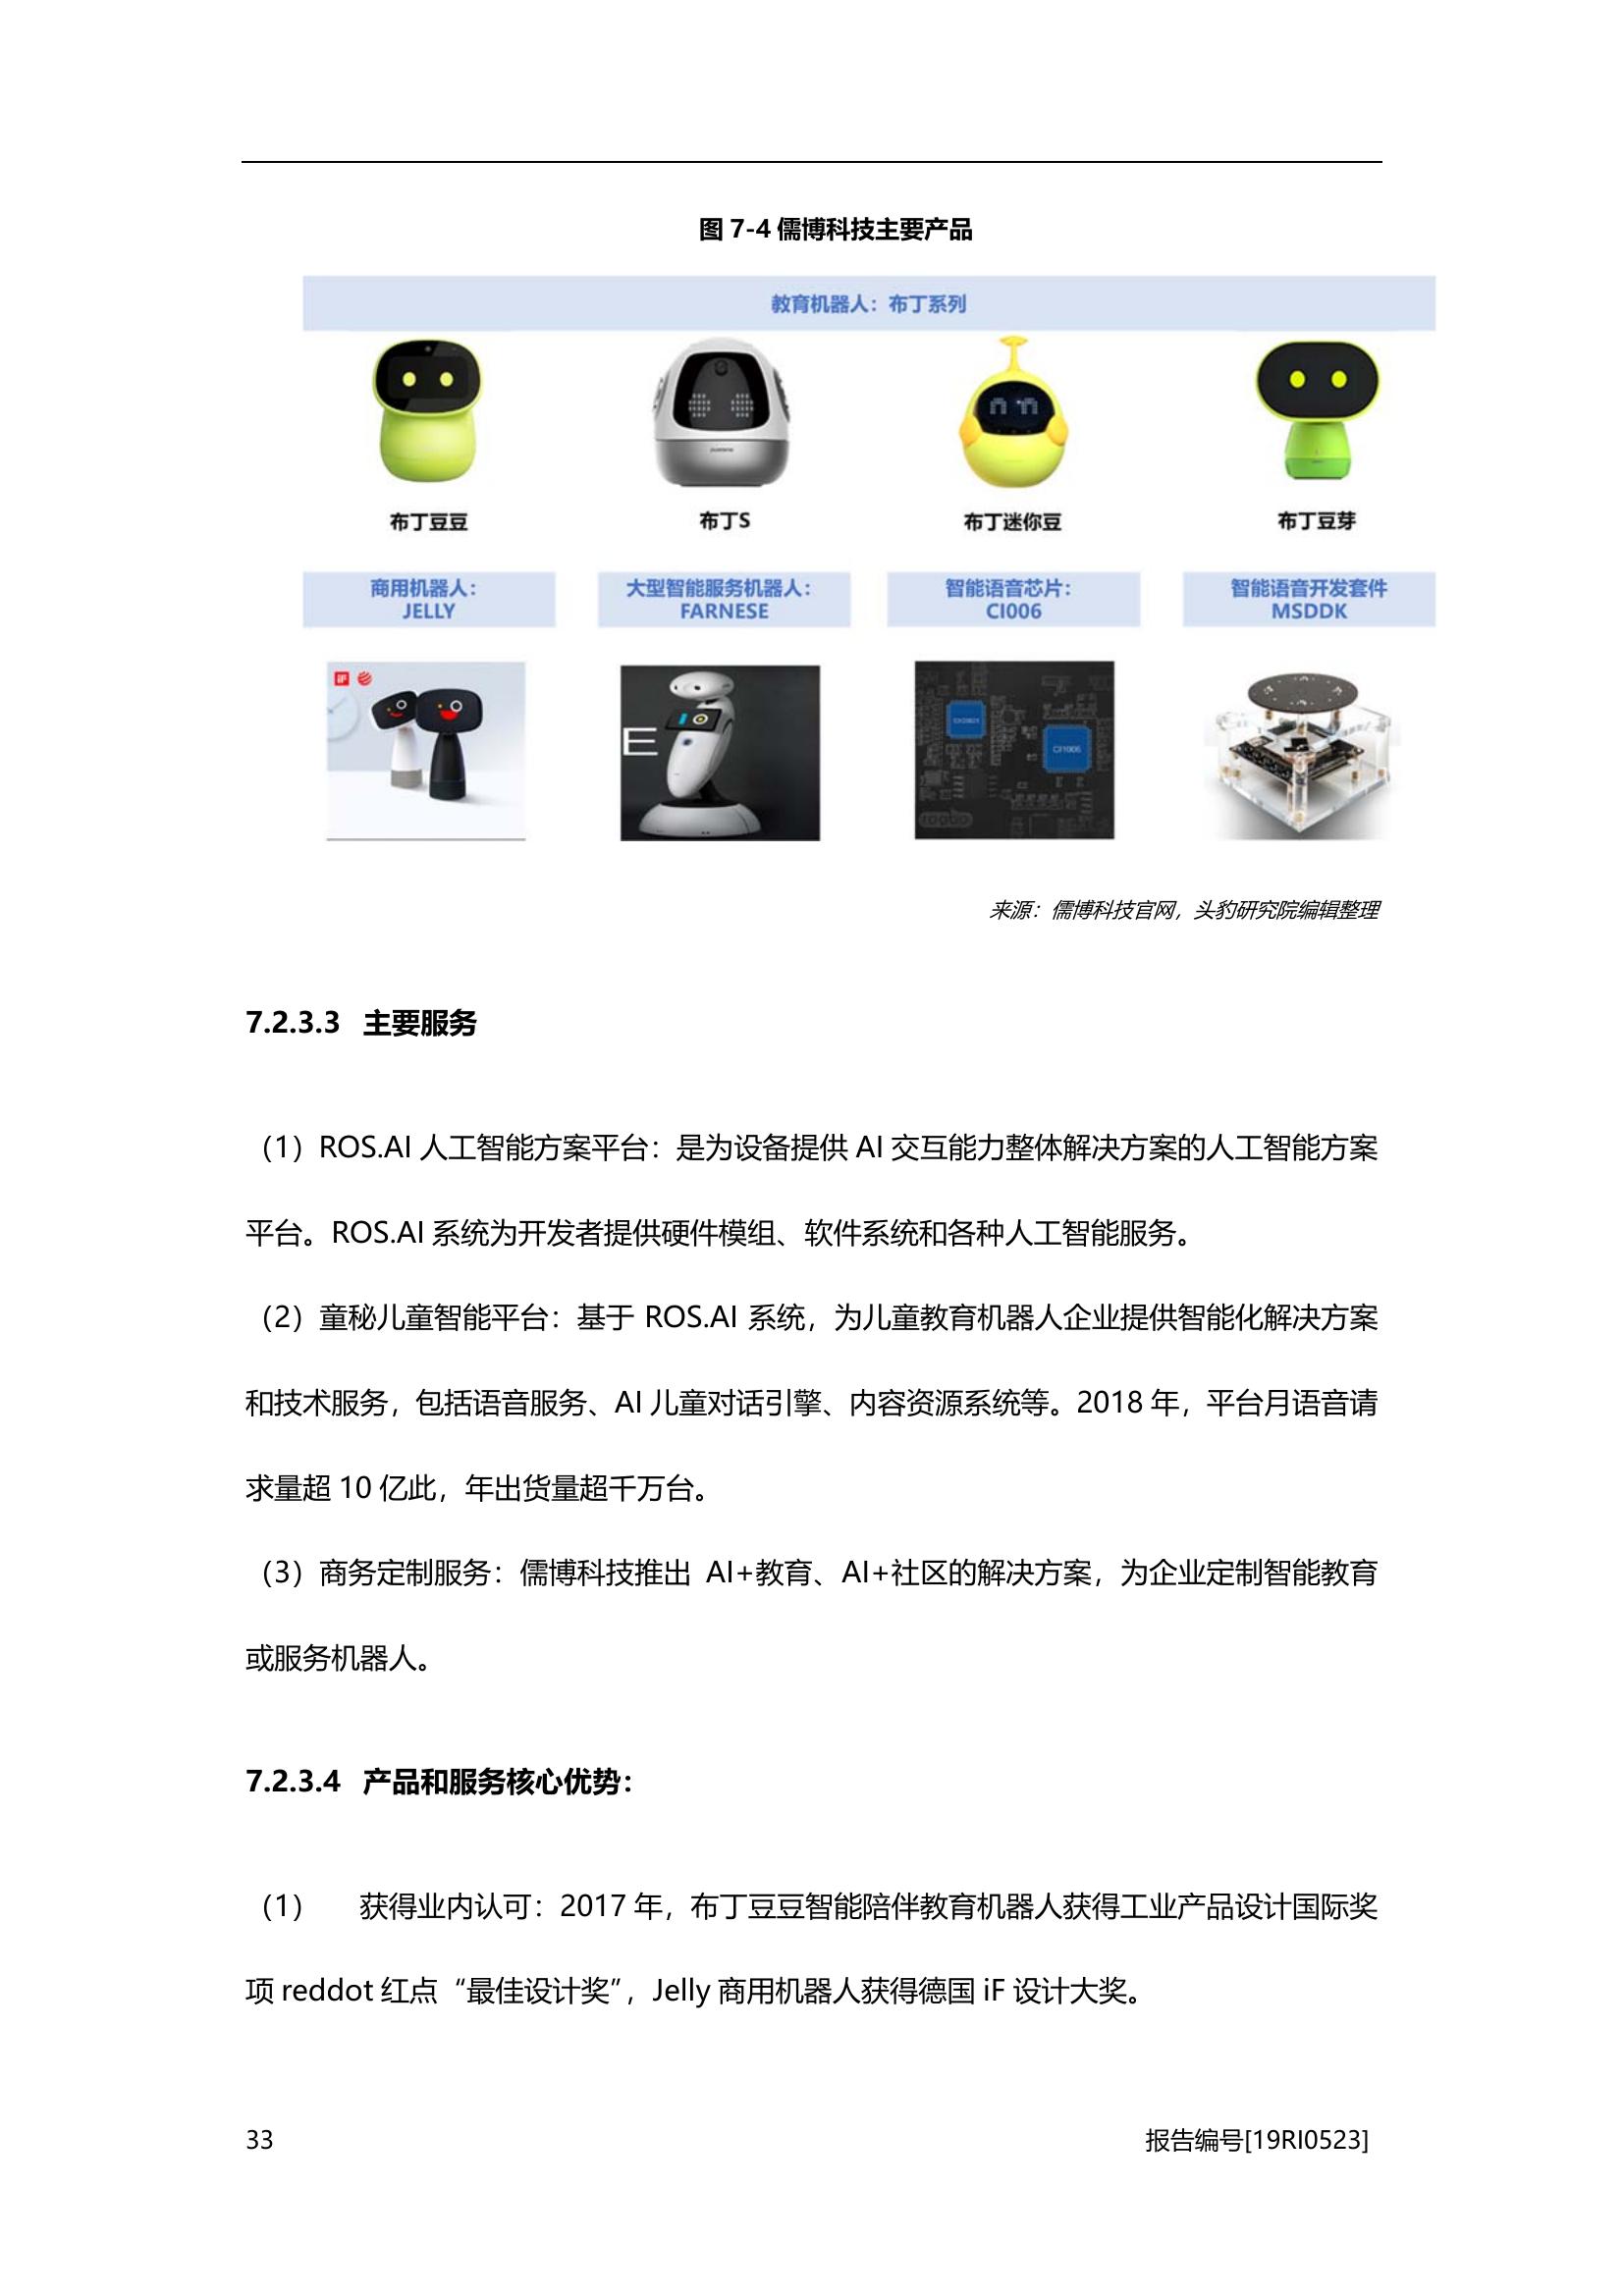 图 7-4 儒博科技主要产品
教育机器人：布丁系列
布丁豆豆
布丁S
布丁迷你豆
布丁豆芽
商用机器人：
JELLY
大型智能服务机器人：
FARNESE
智能语音芯片：
CI006
智能语音开发套件
MSDDK
E
CI1006
roobo
来源：儒博科技官网，头豹研究院编辑整理
7.2.3.3 主要服务
（1）ROS.AI 人工智能方案平台：是为设备提供 AI 交互能力整体解决方案的人工智能方案
平台。ROS.AI 系统为开发者提供硬件模组、软件系统和各种人工智能服务。
（2）童秘儿童智能平台：基于 ROS.AI 系统，为儿童教育机器人企业提供智能化解决方案
和技术服务，包括语音服务、AI 儿童对话引擎、内容资源系统等。2018 年，平台月语音请
求量超 10 亿此，年出货量超千万台。
（3）商务定制服务：儒博科技推出 AI+教育、AI+社区的解决方案，为企业定制智能教育
或服务机器人。
7.2.3.4 产品和服务核心优势：
（1） 获得业内认可：2017 年，布丁豆豆智能陪伴教育机器人获得工业产品设计国际奖
项 reddot 红点“最佳设计奖”，Jelly 商用机器人获得德国 iF 设计大奖。
33
报告编号[19RI0523]